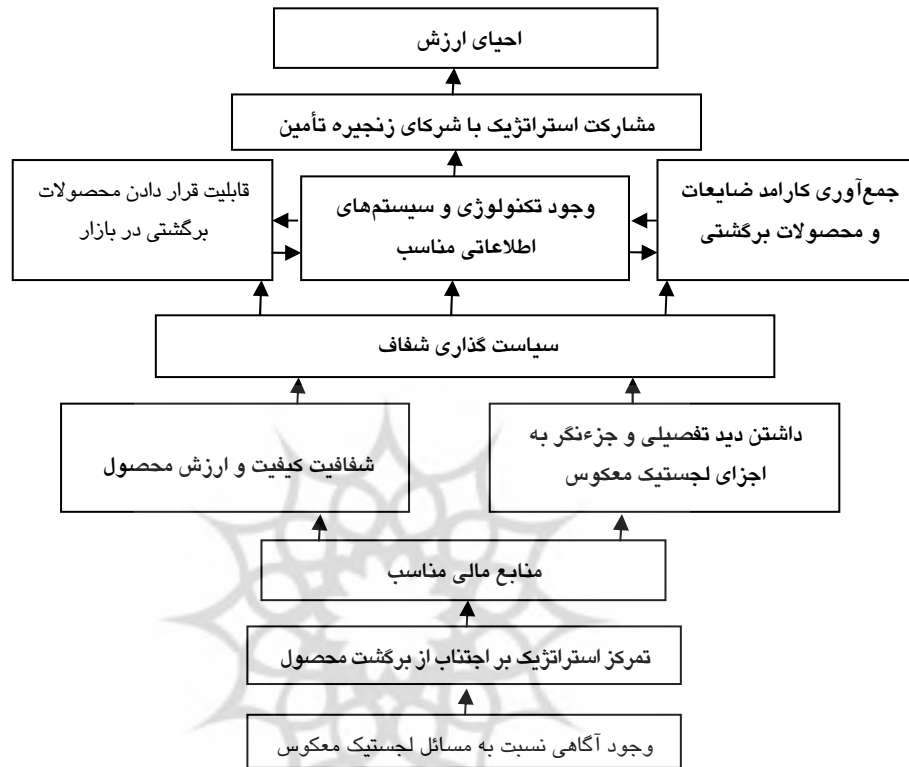 احیای ارزش
مشارکت استراتژیک با شرکای زنجیره تأمین
جمع‌آوری کارامد ضایعات
و محصولات برگشتی
وجود تکنولوژی و سیستم‌های
اطلاعاتی مناسب
قابلیت قرار دادن محصولات
برگشتی در بازار
سیاست گذاری شفاف
داشتن دید تفصیلی و جزءنگر به
اجزای لجستیک معکوس
شفافیت کیفیت و ارزش محصول
منابع مالی مناسب
تمرکز استراتژیک بر اجتناب از برگشت محصول
وجود آگاهی نسبت به مسائل لجستیک معکوس